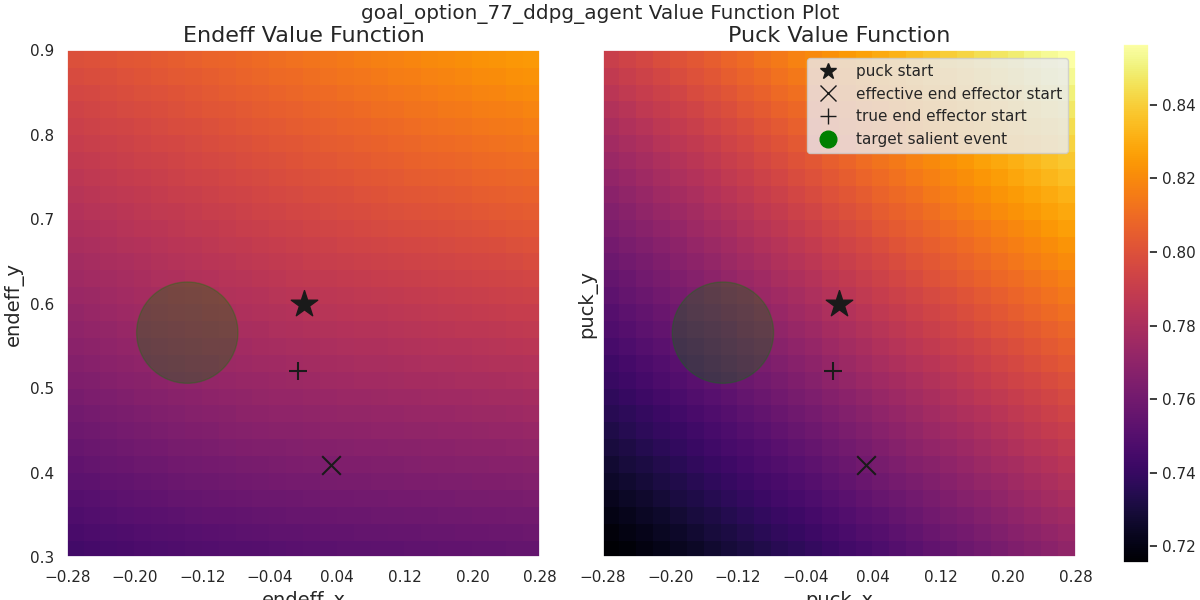 goal_option_77_ddpg_agent Value Function Plot
Endeff Value Function
Puck Value Function
puck start
effective end effector start
true end effector start
target salient event
0.9
0.8
0.7
0.6
0.5
0.4
0.3
endeff_y
puck_y
0.84
0.82
0.80
0.78
0.76
0.74
0.72
−0.28 −0.20 −0.12 −0.04 0.04 0.12 0.20 0.28
−0.28 −0.20 −0.12 −0.04 0.04 0.12 0.20 0.28
endeff_x
puck_x